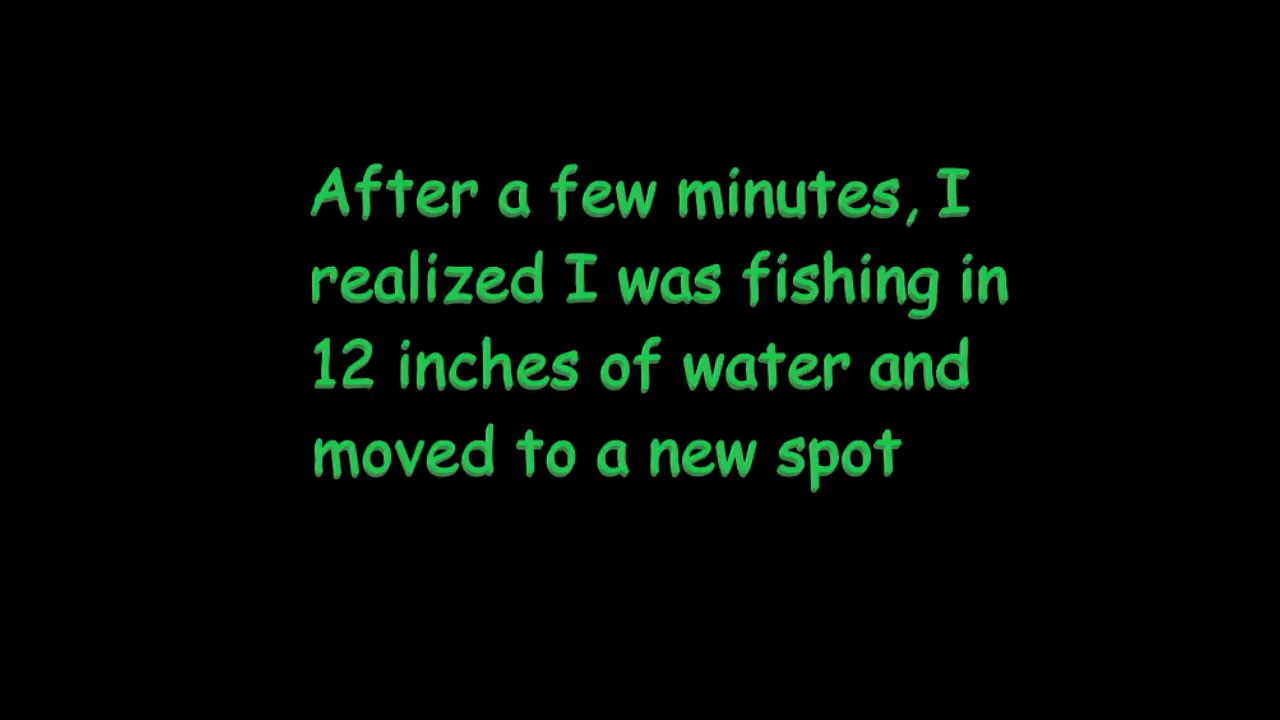 After a few minutes, I
realized I was fishing in
12 inches of water and
moved to a new spot